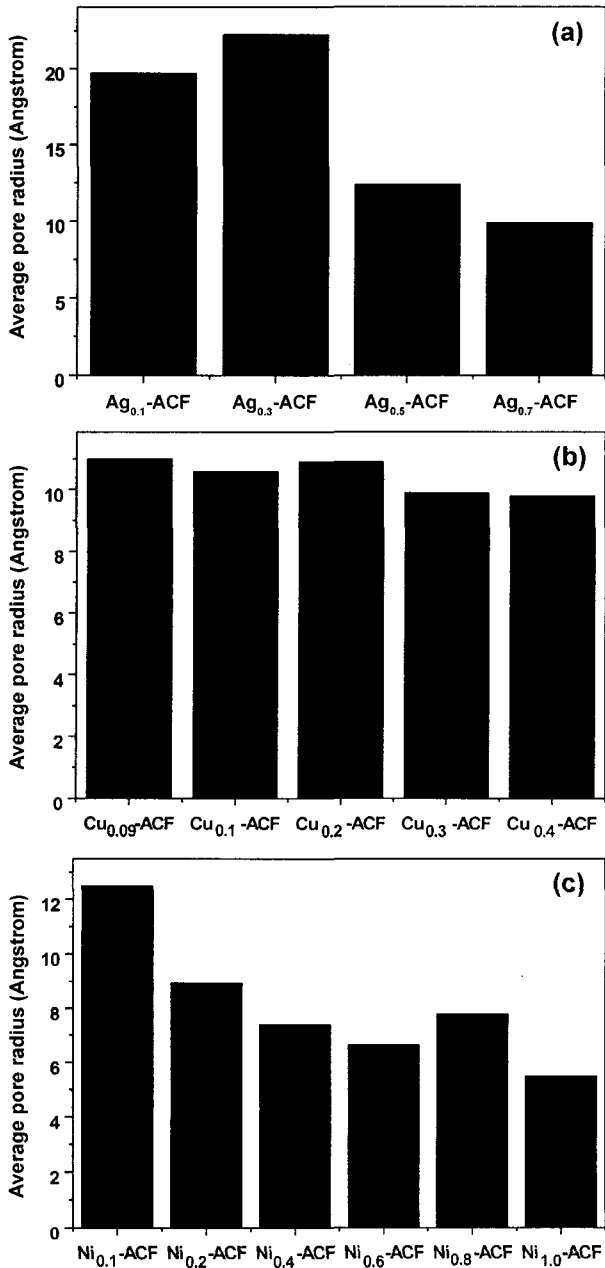 (a)
Average pore radius (Angstrom)
20
15
10
5
0
Ag0.1-ACF Ag0.3-ACF Ag0.5-ACF Ag0.7-ACF
(b)
Average pore radius (Angstrom)
10
8
6
4
2
0
Cu0.09-ACF Cu0.1 -ACF Cu0.2 -ACF Cu0.3 -ACF Cu0.4 -ACF
(c)
Average pore radius (Angstrom)
12
10
8
6
4
2
0
Ni0.1-ACF Ni0.2-ACF Ni0.4-ACF Ni0.6-ACF Ni0.8-ACF Ni1.0-ACF